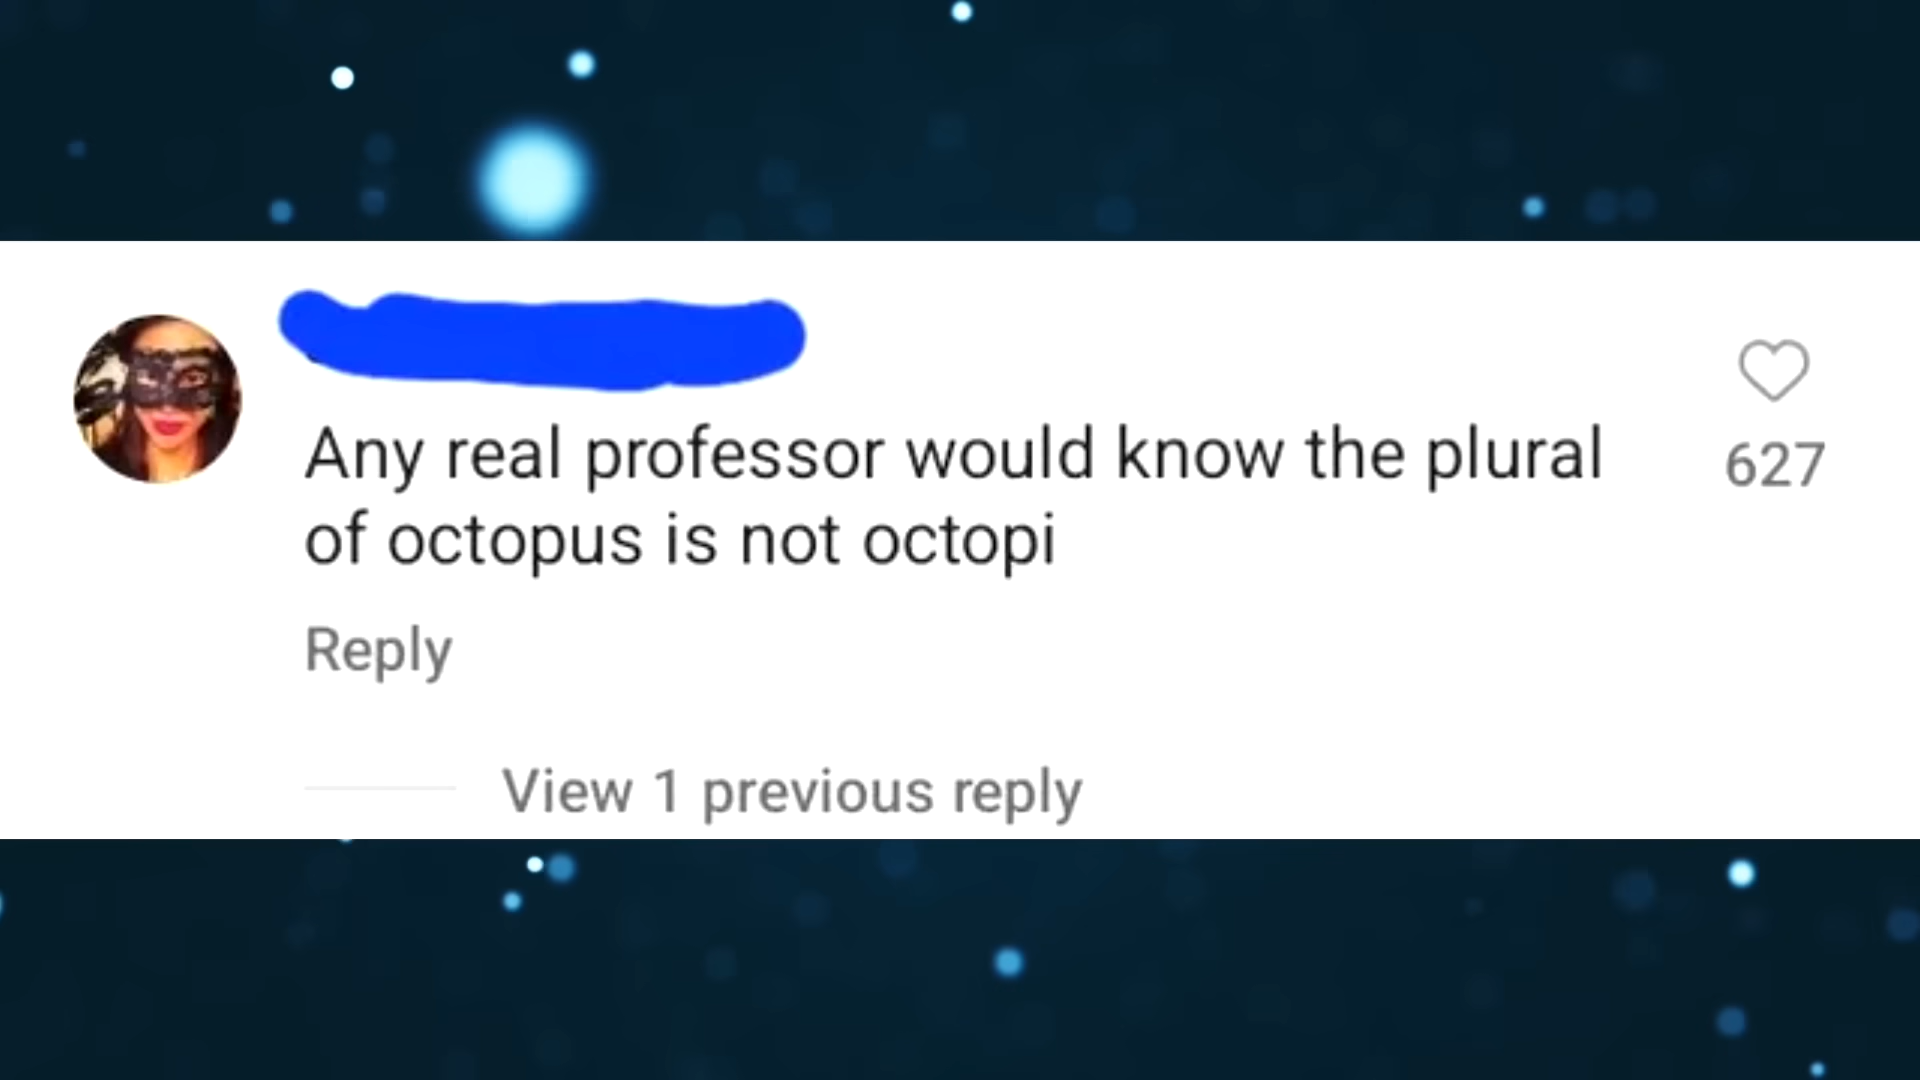 Any real professor would know the plural
of octopus is not octopi
627
Reply
View 1 previous reply